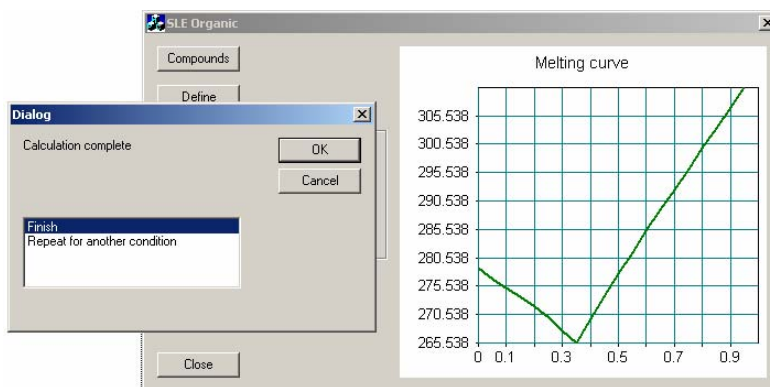 SLE Organic
Compounds
Define
Dialog
Calculation complete
OK
Cancel
Finish
Repeat for another condition
Close
Melting curve
305.538
300.538
295.538
290.538
285.538
280.538
275.538
270.538
265.538
0 0.1 0.3 0.5 0.7 0.9